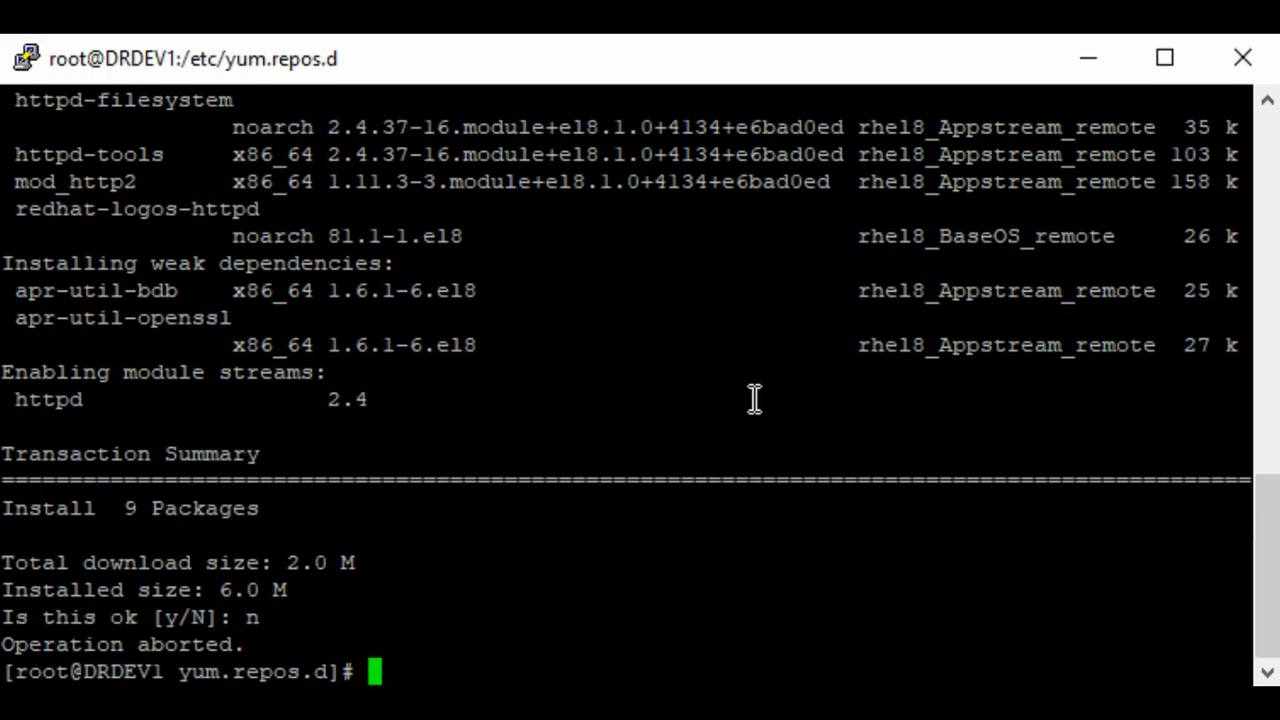 root@DRDEV1:/etc/yum.repos.d
httpd-filesystem
noarch 2.4.37-16.module+el8.1.0+4134+e6bad0ed rhel8_Appstream_remote 35 k
httpd-tools x86_64 2.4.37-16.module+el8.1.0+4134+e6bad0ed rhel8_Appstream_remote 103 k
mod_http2 x86_64 1.11.3-3.module+el8.1.0+4134+e6bad0ed rhel8_Appstream_remote 158 k
redhat-logos-httpd
noarch 81.1-1.el8 rhel8_BaseOS_remote 26 k
Installing weak dependencies:
apr-util-bdb x86_64 1.6.1-6.el8 rhel8_Appstream_remote 25 k
apr-util-openssl
x86_64 1.6.1-6.el8 rhel8_Appstream_remote 27 k
Enabling module streams:
httpd 2.4
Transaction Summary
================================================================================
Install 9 Packages
Total download size: 2.0 M
Installed size: 6.0 M
Is this ok [y/N]: n
Operation aborted.
[root@DRDEV1 yum.repos.d]#